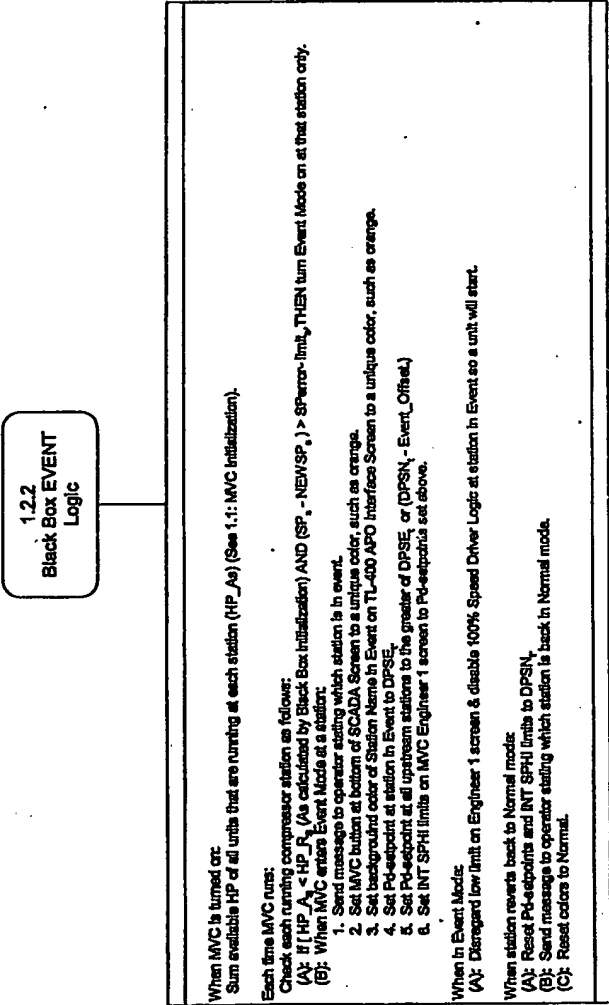 1.2.2
Black Box EVENT
Logic
When MVC is turned on:
Sum available HP of all units that are running at each station (HP_As) (See 1.1: MVC Initialization).
Each time MVC runs:
Check each running compressor station as follows:
(A): If [ HP_As < HP_Rs (As calculated by Black Box Initialization) AND (SPs - NEWSPs ) > SPerror- limits, THEN turn Event Mode on at that station only.
(B): When MVC enters Event Mode at a station:
1. Send message to operator stating which station is in event.
2. Set MVC button at bottom of SCADA Screen to a unique color, such as orange.
3. Set background color of Station Name in Event on TL-400 APO Interface Screen to a unique color, such as orange.
4. Set Pd-setpoint at station in Event to DPSEr
5. Set Pd-setpoint at all upstream stations to the greater of DPSEr or (DPSNr - Event_Offset.)
6. Set INT SPHI limits on MVC Engineer 1 screen to Pd-setpoints set above.
When in Event Mode:
(A): Disregard low limit on Engineer 1 screen & disable 100% Speed Driver Logic at station in Event so a unit will start.
When station reverts back to Normal mode:
(A): Reset Pd-setpoints and INT SPHI limits to DPSNr
(B): Send message to operator stating which station is back in Normal mode.
(C): Reset colors to Normal.